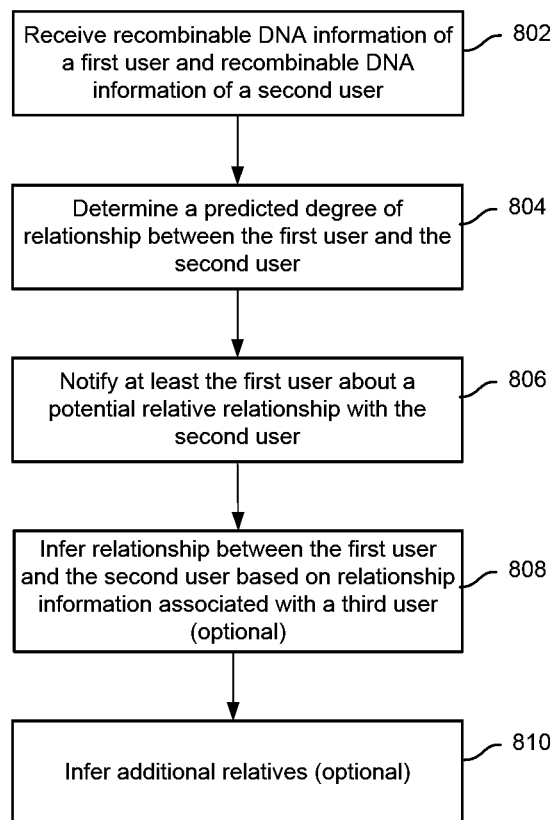 Receive recombinable DNA information of
a first user and recombinable DNA
information of a second user
802
Determine a predicted degree of
relationship between the first user and the
second user
804
Notify at least the first user about a
potential relative relationship with the
second user
806
Infer relationship between the first user
and the second user based on relationship
information associated with a third user
(optional)
808
Infer additional relatives (optional)
810